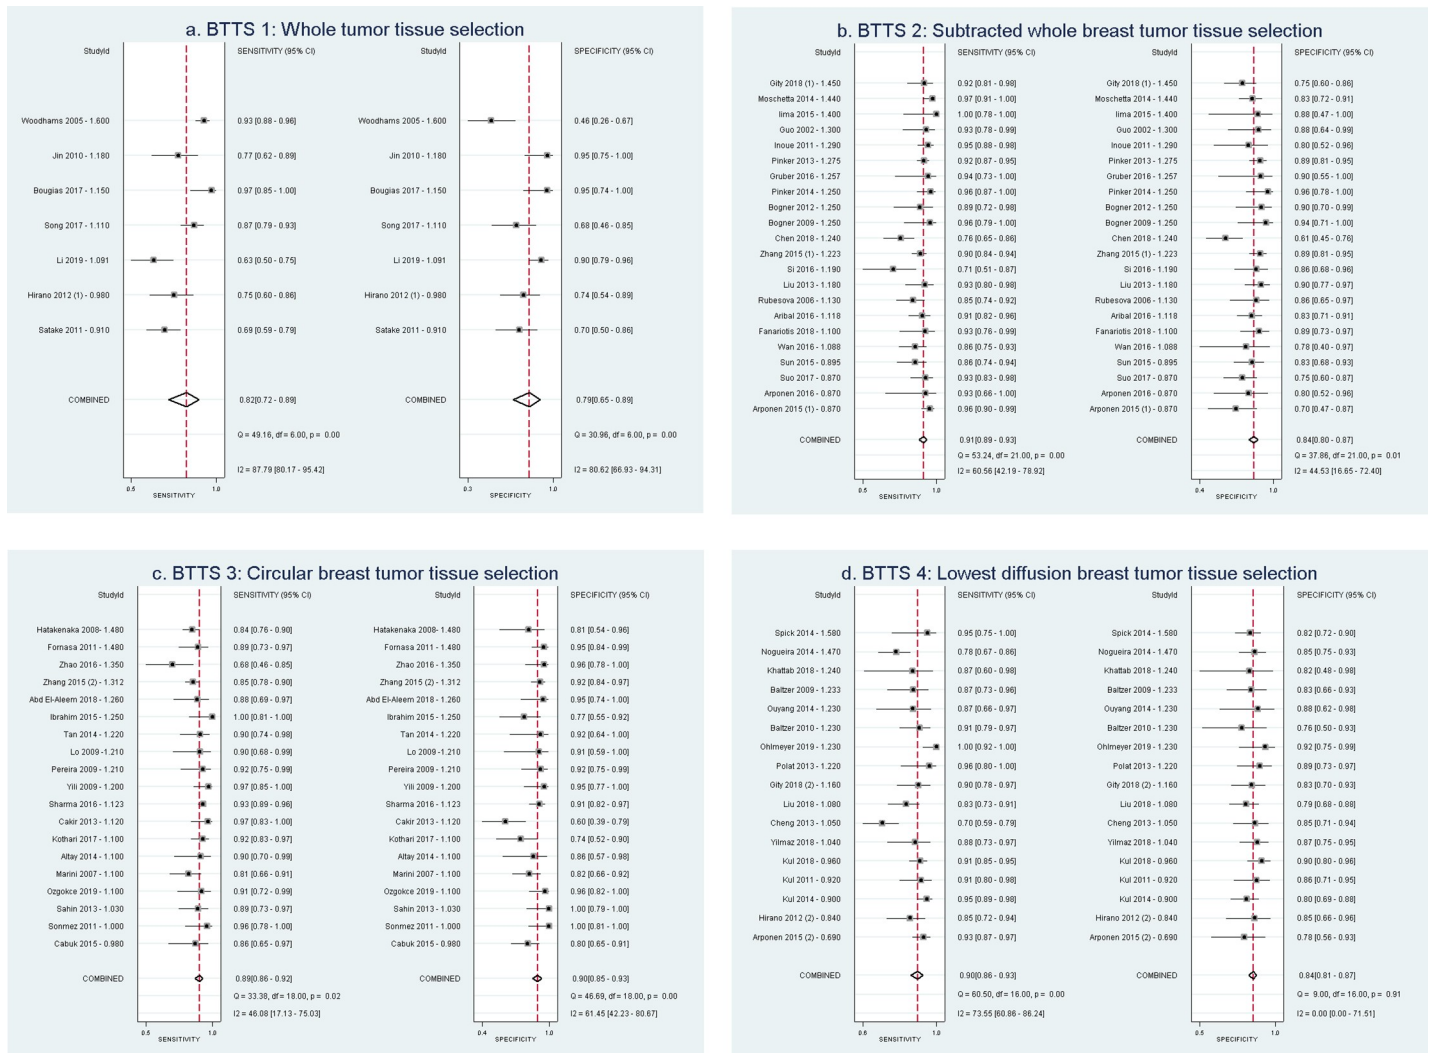 a. BTTS 1: Whole tumor tissue selection
StudyId SENSITIVITY (95% CI) StudyId SPECIFICITY (95% CI)
Woodhams 2005 - 1.600 0.93 [0.88 - 0.96] Woodhams 2005 - 1.600 0.46 [0.26 - 0.67]
Jin 2010 - 1.180 0.77 [0.62 - 0.89] Jin 2010 - 1.180 0.95 [0.75 - 1.00]
Bougias 2017 - 1.150 0.97 [0.85 - 1.00] Bougias 2017 - 1.150 0.95 [0.74 - 1.00]
Song 2017 - 1.110 0.87 [0.79 - 0.93] Song 2017 - 1.110 0.68 [0.46 - 0.85]
Li 2019 - 1.091 0.63 [0.50 - 0.75] Li 2019 - 1.091 0.90 [0.79 - 0.96]
Hirano 2012 (1) - 0.980 0.75 [0.60 - 0.86] Hirano 2012 (1) - 0.980 0.74 [0.54 - 0.89]
Satake 2011 - 0.910 0.69 [0.59 - 0.79] Satake 2011 - 0.910 0.70 [0.50 - 0.86]
COMBINED 0.82[0.72 - 0.89] COMBINED 0.79[0.65 - 0.89]
Q = 49.16, df = 6.00, p = 0.00 Q = 30.96, df = 6.00, p = 0.00
I2 = 87.79 [80.17 - 95.42] I2 = 80.62 [66.93 - 94.31]
0.5 1.0 0.3 1.0
SENSITIVITY SPECIFICITY
b. BTTS 2: Subtracted whole breast tumor tissue selection
StudyId SENSITIVITY (95% CI) StudyId SPECIFICITY (95% CI)
Gity 2018 (1) - 1.450 0.92 [0.81 - 0.98] Gity 2018 (1) - 1.450 0.75 [0.60 - 0.86]
Moschetta 2014 - 1.440 0.97 [0.91 - 1.00] Moschetta 2014 - 1.440 0.83 [0.72 - 0.91]
Iima 2015 - 1.400 1.00 [0.78 - 1.00] Iima 2015 - 1.400 0.88 [0.47 - 1.00]
Guo 2002 - 1.300 0.93 [0.78 - 0.99] Guo 2002 - 1.300 0.88 [0.64 - 0.99]
Inoue 2011 - 1.290 0.95 [0.88 - 0.98] Inoue 2011 - 1.290 0.80 [0.52 - 0.96]
Pinker 2013 - 1.275 0.92 [0.87 - 0.95] Pinker 2013 - 1.275 0.89 [0.81 - 0.95]
Gruber 2016 - 1.257 0.94 [0.73 - 1.00] Gruber 2016 - 1.257 0.90 [0.55 - 1.00]
Pinker 2014 - 1.250 0.96 [0.87 - 1.00] Pinker 2014 - 1.250 0.96 [0.78 - 1.00]
Bogner 2012 - 1.250 0.89 [0.72 - 0.98] Bogner 2012 - 1.250 0.90 [0.70 - 0.99]
Bogner 2009 - 1.250 0.96 [0.79 - 1.00] Bogner 2009 - 1.250 0.94 [0.71 - 1.00]
Chen 2018 - 1.240 0.76 [0.65 - 0.86] Chen 2018 - 1.240 0.61 [0.45 - 0.76]
Zhang 2015 (1) - 1.223 0.90 [0.84 - 0.94] Zhang 2015 (1) - 1.223 0.89 [0.81 - 0.95]
Si 2016 - 1.190 0.71 [0.51 - 0.87] Si 2016 - 1.190 0.86 [0.68 - 0.96]
Liu 2013 - 1.180 0.93 [0.80 - 0.98] Liu 2013 - 1.180 0.90 [0.77 - 0.97]
Rubesova 2006 - 1.130 0.85 [0.74 - 0.92] Rubesova 2006 - 1.130 0.86 [0.65 - 0.97]
Aribal 2016 - 1.118 0.91 [0.82 - 0.96] Aribal 2016 - 1.118 0.83 [0.71 - 0.91]
Fanariotis 2018 - 1.100 0.93 [0.76 - 0.99] Fanariotis 2018 - 1.100 0.89 [0.73 - 0.97]
Wan 2016 - 1.088 0.86 [0.75 - 0.93] Wan 2016 - 1.088 0.78 [0.40 - 0.97]
Sun 2015 - 0.895 0.86 [0.74 - 0.94] Sun 2015 - 0.895 0.83 [0.68 - 0.93]
Suo 2017 - 0.870 0.93 [0.83 - 0.98] Suo 2017 - 0.870 0.75 [0.60 - 0.87]
Arponen 2016 - 0.870 0.93 [0.66 - 1.00] Arponen 2016 - 0.870 0.80 [0.52 - 0.96]
Arponen 2015 (1) - 0.870 0.96 [0.90 - 0.99] Arponen 2015 (1) - 0.870 0.70 [0.47 - 0.87]
COMBINED 0.91[0.89 - 0.93] COMBINED 0.84[0.80 - 0.87]
Q = 53.24, df = 21.00, p = 0.00 Q = 37.86, df = 21.00, p = 0.01
I2 = 60.56 [42.19 - 78.92] I2 = 44.53 [16.65 - 72.40]
0.5 1.0 0.4 1.0
SENSITIVITY SPECIFICITY
c. BTTS 3: Circular breast tumor tissue selection
StudyId SENSITIVITY (95% CI) StudyId SPECIFICITY (95% CI)
Hatakenaka 2008- 1.480 0.84 [0.76 - 0.90] Hatakenaka 2008- 1.480 0.81 [0.54 - 0.96]
Fornasa 2011 - 1.480 0.89 [0.73 - 0.97] Fornasa 2011 - 1.480 0.95 [0.84 - 0.99]
Zhao 2016 - 1.350 0.68 [0.46 - 0.85] Zhao 2016 - 1.350 0.96 [0.78 - 1.00]
Zhang 2015 (2) - 1.312 0.85 [0.78 - 0.90] Zhang 2015 (2) - 1.312 0.92 [0.84 - 0.97]
Abd El-Aleem 2018 - 1.260 0.88 [0.69 - 0.97] Abd El-Aleem 2018 - 1.260 0.95 [0.74 - 1.00]
Ibrahim 2015 - 1.250 1.00 [0.81 - 1.00] Ibrahim 2015 - 1.250 0.77 [0.55 - 0.92]
Tan 2014 - 1.220 0.90 [0.74 - 0.98] Tan 2014 - 1.220 0.92 [0.64 - 1.00]
Lo 2009 -1.210 0.90 [0.68 - 0.99] Lo 2009 -1.210 0.91 [0.59 - 1.00]
Pereira 2009 - 1.210 0.92 [0.75 - 0.99] Pereira 2009 - 1.210 0.92 [0.75 - 0.99]
Yili 2009 - 1.200 0.97 [0.85 - 1.00] Yili 2009 - 1.200 0.95 [0.77 - 1.00]
Sharma 2016 - 1.123 0.93 [0.89 - 0.96] Sharma 2016 - 1.123 0.91 [0.82 - 0.97]
Cakir 2013 - 1.120 0.97 [0.83 - 1.00] Cakir 2013 - 1.120 0.60 [0.39 - 0.79]
Kothari 2017 - 1.100 0.92 [0.83 - 0.97] Kothari 2017 - 1.100 0.74 [0.52 - 0.90]
Altay 2014 - 1.100 0.90 [0.70 - 0.99] Altay 2014 - 1.100 0.86 [0.57 - 0.98]
Marini 2007 - 1.100 0.81 [0.66 - 0.91] Marini 2007 - 1.100 0.82 [0.66 - 0.92]
Ozgokce 2019 - 1.100 0.91 [0.72 - 0.99] Ozgokce 2019 - 1.100 0.96 [0.82 - 1.00]
Sahin 2013 - 1.030 0.89 [0.73 - 0.97] Sahin 2013 - 1.030 1.00 [0.79 - 1.00]
Sonmez 2011 - 1.000 0.96 [0.78 - 1.00] Sonmez 2011 - 1.000 1.00 [0.81 - 1.00]
Cabuk 2015 - 0.980 0.86 [0.65 - 0.97] Cabuk 2015 - 0.980 0.80 [0.65 - 0.91]
COMBINED 0.89[0.86 - 0.92] COMBINED 0.90[0.85 - 0.93]
Q = 33.38, df = 18.00, p = 0.02 Q = 46.69, df = 18.00, p = 0.00
I2 = 46.08 [17.13 - 75.03] I2 = 61.45 [42.23 - 80.67]
0.5 1.0 0.4 1.0
SENSITIVITY SPECIFICITY
d. BTTS 4: Lowest diffusion breast tumor tissue selection
StudyId SENSITIVITY (95% CI) StudyId SPECIFICITY (95% CI)
Spick 2014 - 1.580 0.95 [0.75 - 1.00] Spick 2014 - 1.580 0.82 [0.72 - 0.90]
Nogueira 2014 - 1.470 0.78 [0.67 - 0.86] Nogueira 2014 - 1.470 0.85 [0.75 - 0.93]
Khattab 2018 - 1.240 0.87 [0.60 - 0.98] Khattab 2018 - 1.240 0.82 [0.48 - 0.98]
Baltzer 2009 - 1.233 0.87 [0.73 - 0.96] Baltzer 2009 - 1.233 0.83 [0.66 - 0.93]
Ouyang 2014 - 1.230 0.87 [0.66 - 0.97] Ouyang 2014 - 1.230 0.88 [0.62 - 0.98]
Baltzer 2010 - 1.230 0.91 [0.79 - 0.97] Baltzer 2010 - 1.230 0.76 [0.50 - 0.93]
Ohlmeyer 2019 - 1.230 1.00 [0.92 - 1.00] Ohlmeyer 2019 - 1.230 0.92 [0.75 - 0.99]
Polat 2013 - 1.220 0.96 [0.80 - 1.00] Polat 2013 - 1.220 0.89 [0.73 - 0.97]
Gity 2018 (2) - 1.160 0.90 [0.78 - 0.97] Gity 2018 (2) - 1.160 0.83 [0.70 - 0.93]
Liu 2018 - 1.080 0.83 [0.73 - 0.91] Liu 2018 - 1.080 0.79 [0.68 - 0.88]
Cheng 2013 - 1.050 0.70 [0.59 - 0.79] Cheng 2013 - 1.050 0.85 [0.71 - 0.94]
Yilmaz 2018 - 1.040 0.88 [0.73 - 0.97] Yilmaz 2018 - 1.040 0.87 [0.75 - 0.95]
Kul 2018 - 0.960 0.91 [0.85 - 0.95] Kul 2018 - 0.960 0.90 [0.80 - 0.96]
Kul 2011 - 0.920 0.91 [0.80 - 0.98] Kul 2011 - 0.920 0.86 [0.71 - 0.95]
Kul 2014 - 0.900 0.95 [0.89 - 0.98] Kul 2014 - 0.900 0.80 [0.69 - 0.88]
Hirano 2012 (2) - 0.840 0.85 [0.72 - 0.94] Hirano 2012 (2) - 0.840 0.85 [0.66 - 0.96]
Arponen 2015 (2) - 0.690 0.93 [0.87 - 0.97] Arponen 2015 (2) - 0.690 0.78 [0.56 - 0.93]
COMBINED 0.90[0.86 - 0.93] COMBINED 0.84[0.81 - 0.87]
Q = 60.50, df = 16.00, p = 0.00 Q = 9.00, df = 16.00, p = 0.91
I2 = 73.55 [60.86 - 86.24] I2 = 0.00 [0.00 - 71.51]
0.6 1.0 0.5 1.0
SENSITIVITY SPECIFICITY